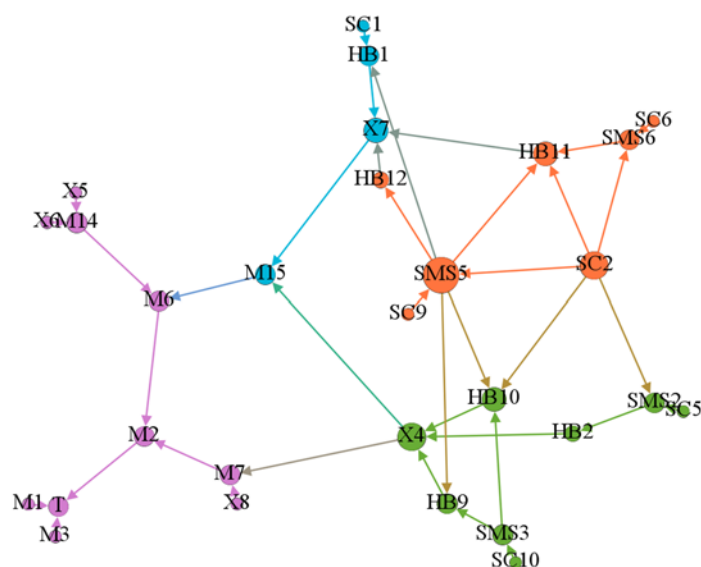 SC1
HB1
X7
SC6
SMS6
HB11
HB12
X5
X6
M14
SMS5
SC2
M15
M6
SC9
HB10
SMS2
SC5
X4
HB2
M2
M7
X8
HB9
M1
T
M3
SMS3
SC10